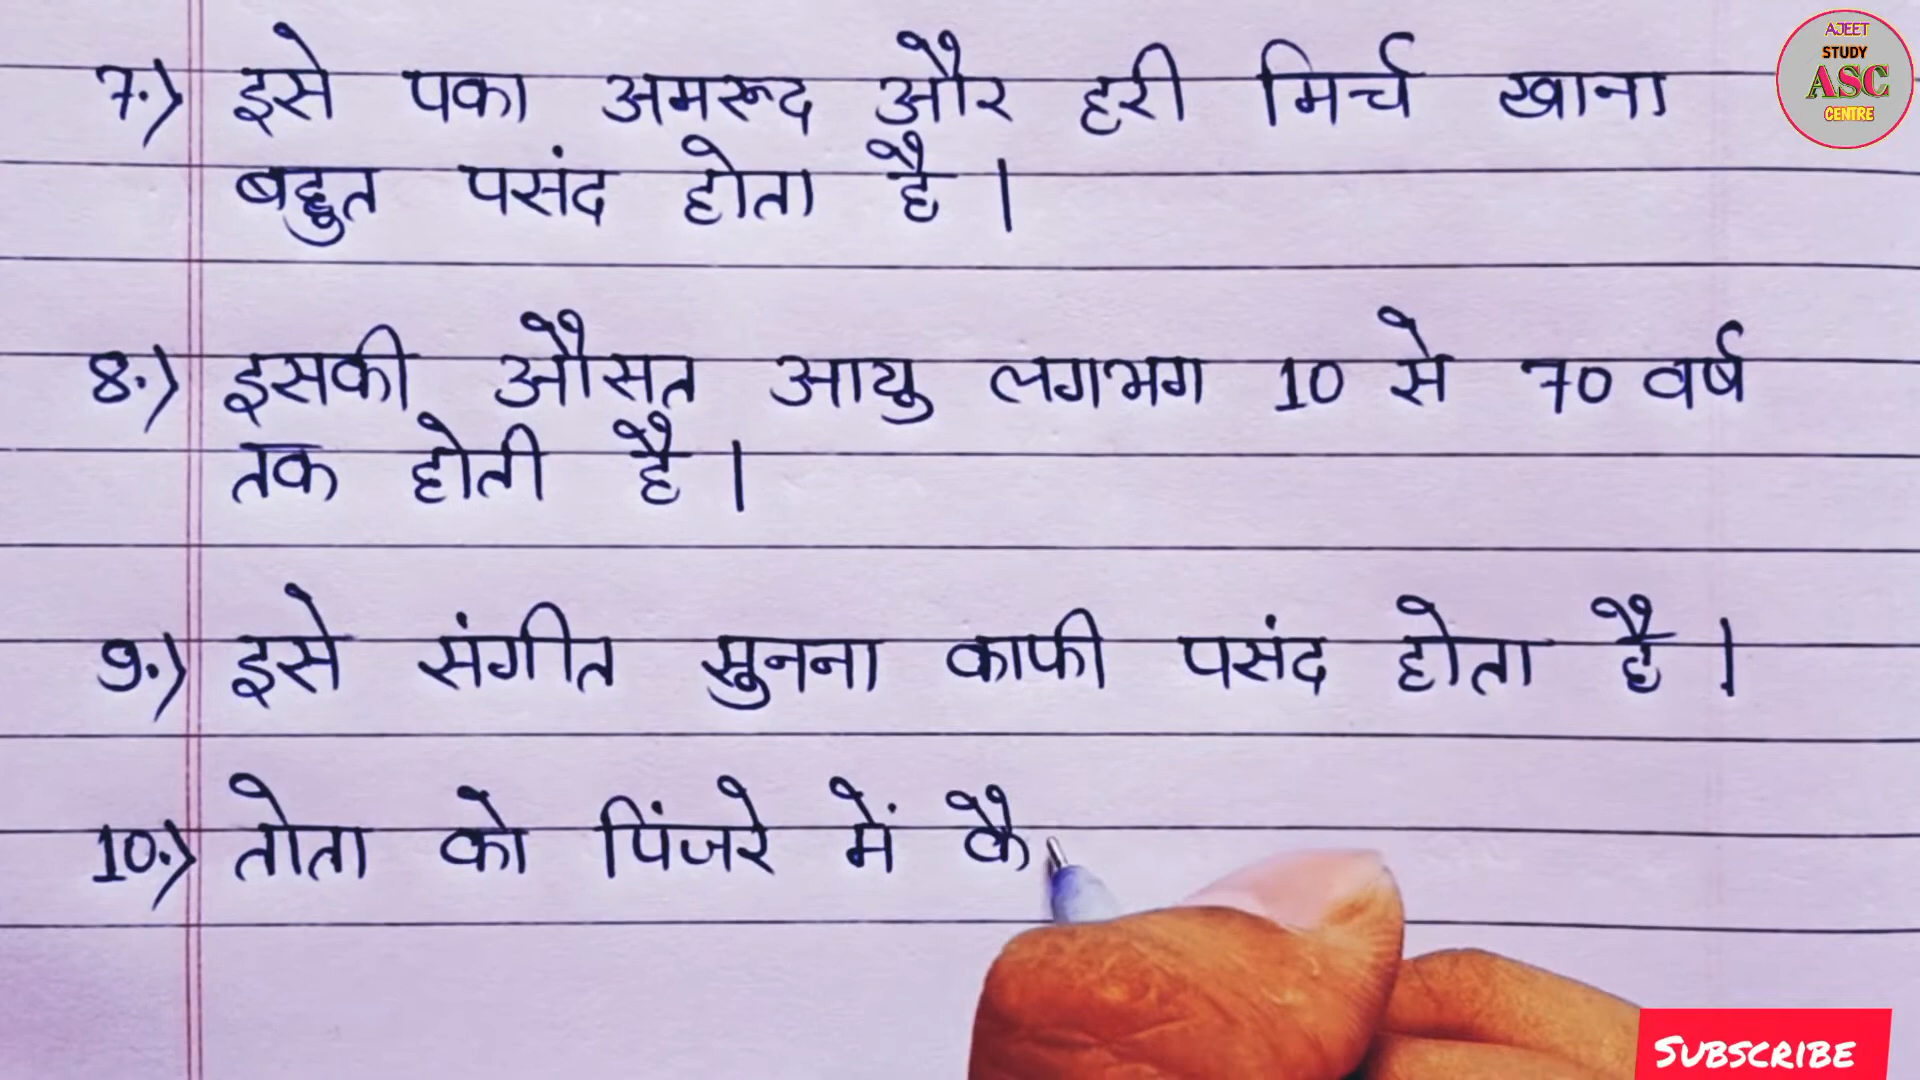 7.) इसे पका अमरूद और हरी मिर्च खाना
बहुत पसंद होता है।
8.) इसकी औसत आयु लगभग 10 से 70 वर्ष
तक होती है।
9.) इसे संगीत सुनना काफी पसंद होता है।
10.) तोता को पिंजरे में कै
AJEET
STUDY
ASC
CENTRE
SUBSCRIBE